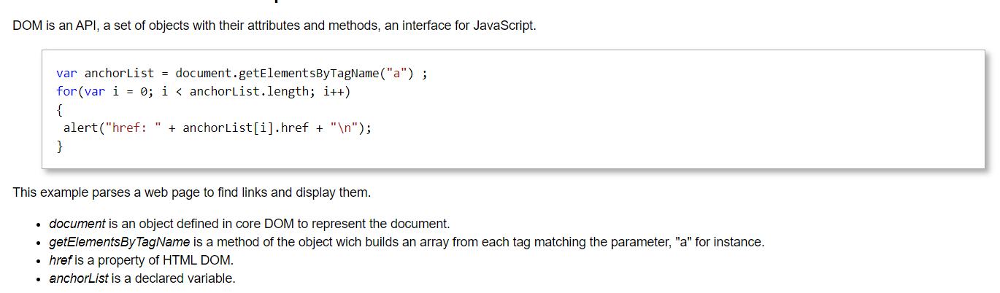 DOM is an API, a set of objects with their attributes and methods, an interface for JavaScript.
var anchorList = document.getElementsByTagName("a") ;
for(var i = 0; i < anchorList.length; i++)
{
alert("href: " + anchorList[i].href + "\n");
}
This example parses a web page to find links and display them.
• document is an object defined in core DOM to represent the document.
• getElementsByTagName is a method of the object wich builds an array from each tag matching the parameter, "a" for instance.
• href is a property of HTML DOM.
• anchorList is a declared variable.